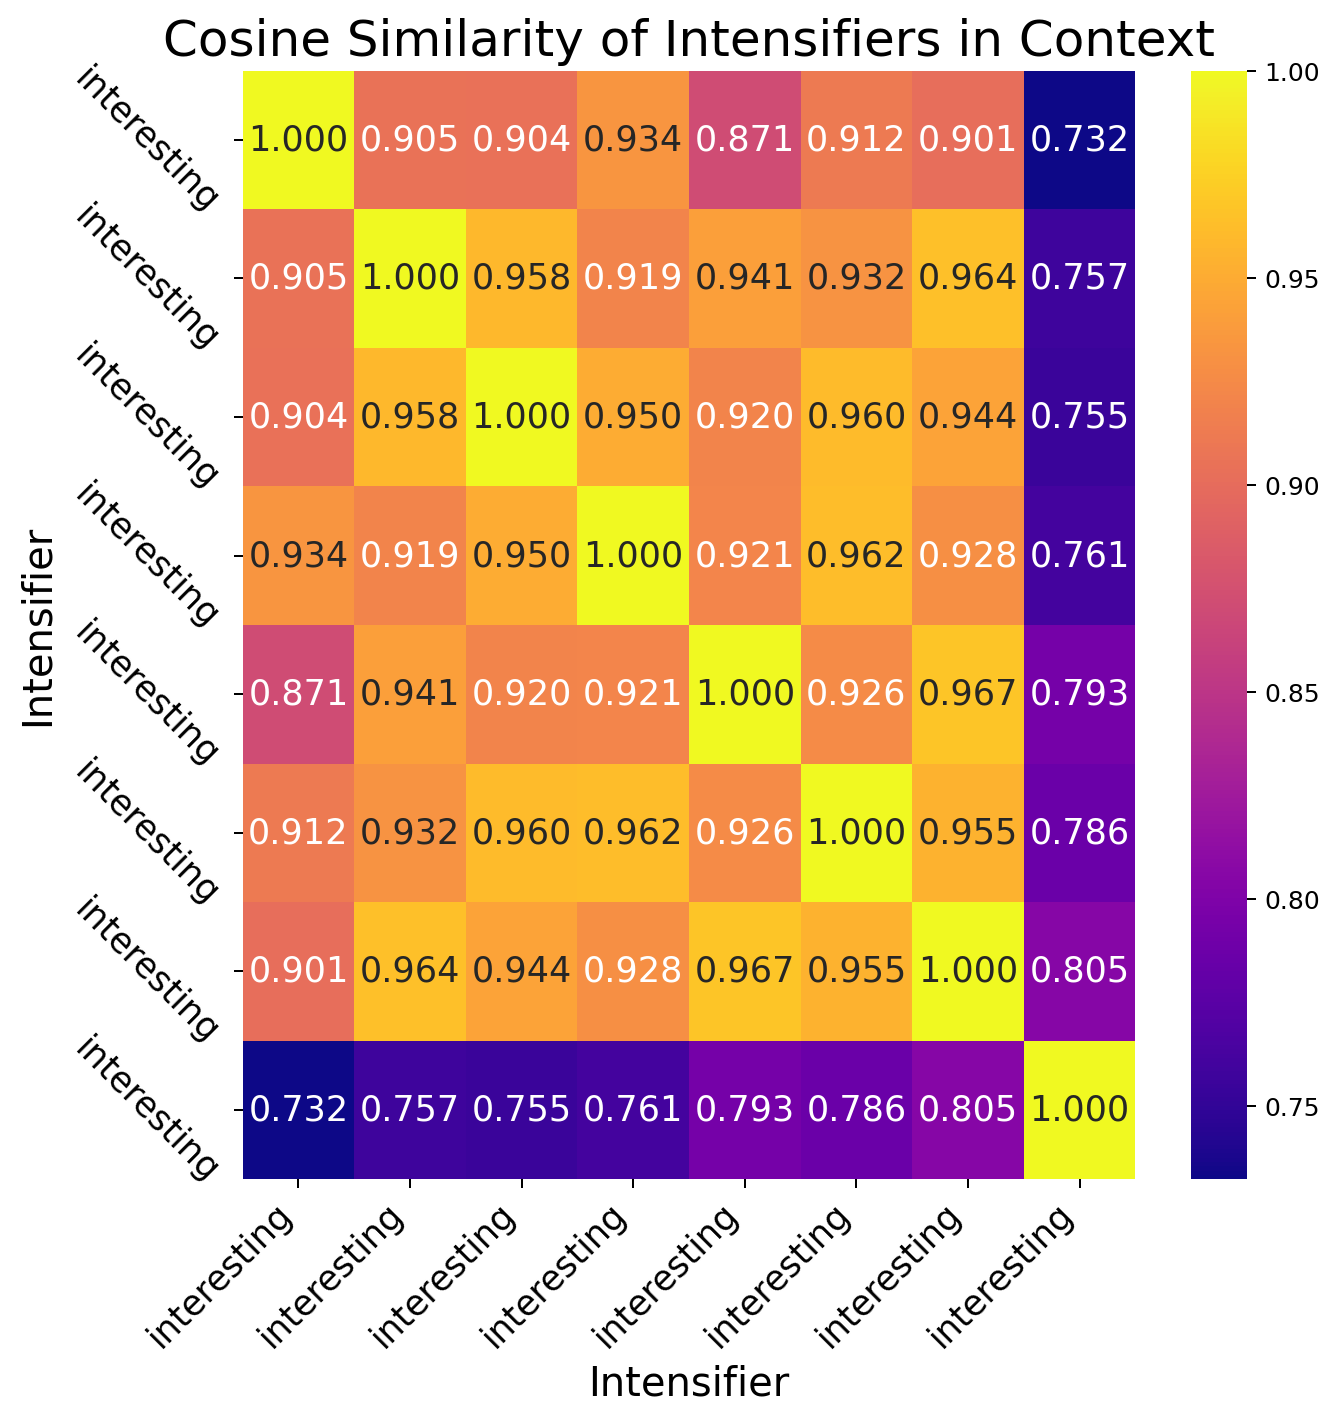 Cosine Similarity of Intensifiers in Context
interesting 1.000 0.905 0.904 0.934 0.871 0.912 0.901 0.732
interesting 0.905 1.000 0.958 0.919 0.941 0.932 0.964 0.757
interesting 0.904 0.958 1.000 0.950 0.920 0.960 0.944 0.755
interesting 0.934 0.919 0.950 1.000 0.921 0.962 0.928 0.761
interesting 0.871 0.941 0.920 0.921 1.000 0.926 0.967 0.793
interesting 0.912 0.932 0.960 0.962 0.926 1.000 0.955 0.786
interesting 0.901 0.964 0.944 0.928 0.967 0.955 1.000 0.805
interesting 0.732 0.757 0.755 0.761 0.793 0.786 0.805 1.000
interesting interesting interesting interesting interesting interesting interesting interesting
Intensifier
Intensifier
1.00
0.95
0.90
0.85
0.80
0.75